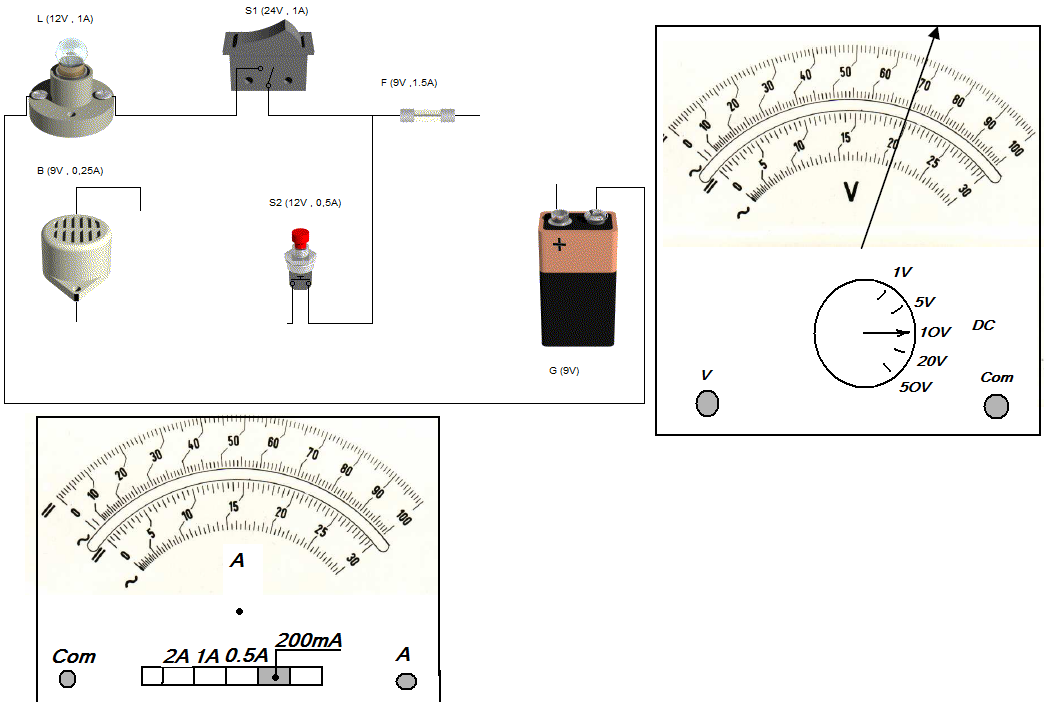 L (12V , 1A)
S1 (24V , 1A)
F (9V ,1.5A)
B (9V , 0,25A)
S2 (12V , 0,5A)
+
G (9V)
0 10 20 30 40 50 60 70 80 90 100
0 5 10 15 20 25 30
V
1V
5V
10V
DC
20V
50V
V
Com
0 10 20 30 40 50 60 70 80 90 100
0 5 10 15 20 25 30
A
200mA
2A 1A 0.5A
Com
A